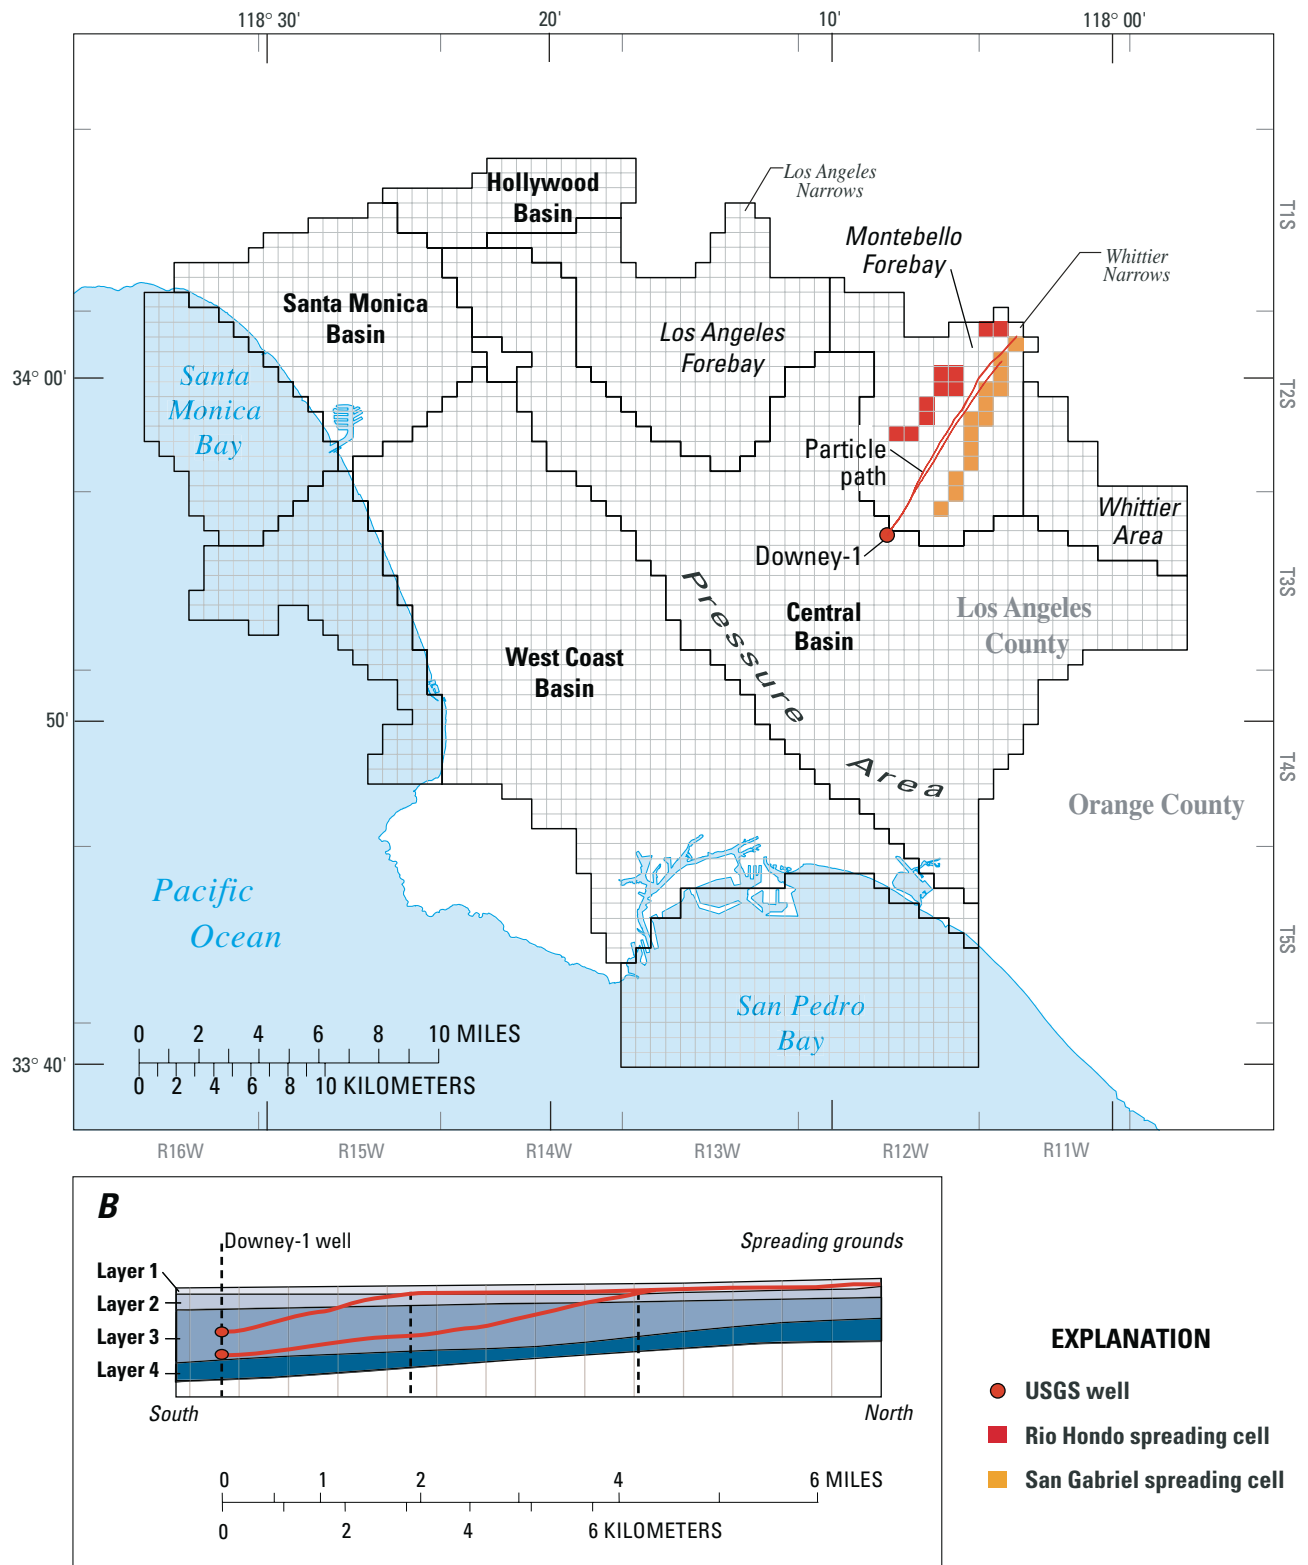 118° 30'
20'
10'
118° 00'
Hollywood
Basin
Los Angeles
Narrows
Montebello
Forebay
Whittier
Narrows
T1S
Santa Monica
Basin
Los Angeles
Forebay
34° 00'
Santa
Monica
Bay
T2S
Particle
path
Whittier
Area
Downey-1
Pressure
Area
Central
Basin
Los Angeles
County
T3S
West Coast
Basin
50'
T4S
Orange County
Pacific
Ocean
T5S
San Pedro
Bay
0 2 4 6 8 10 MILES
0 2 4 6 8 10 KILOMETERS
33° 40'
R16W R15W R14W R13W R12W R11W
B
Downey-1 well
Spreading grounds
Layer 1
Layer 2
Layer 3
Layer 4
South
North
0 1 2 4 6 MILES
0 2 4 6 KILOMETERS
EXPLANATION
USGS well
Rio Hondo spreading cell
San Gabriel spreading cell